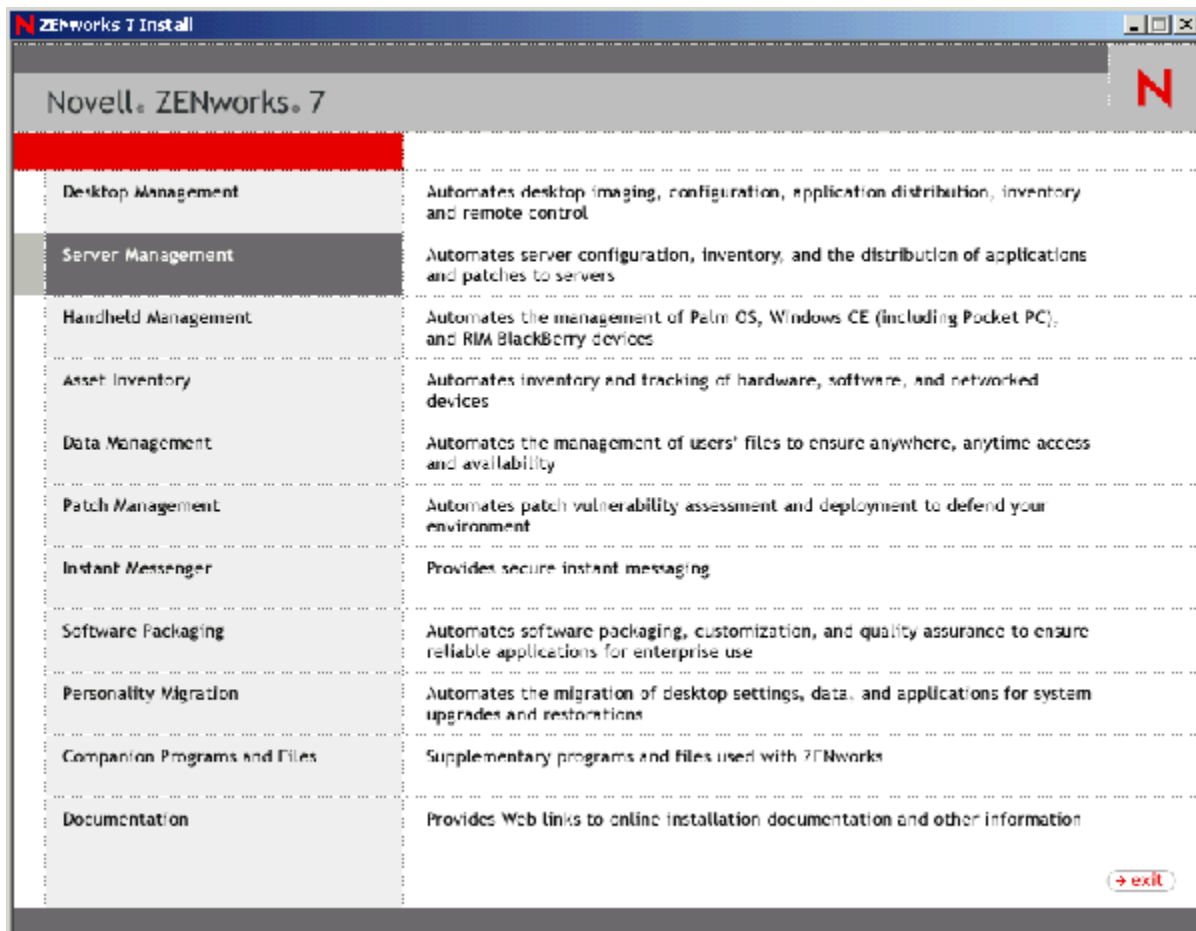 ZENworks 7 Install
N
Novell® ZENworks® 7
Desktop Management
Automates desktop imaging, configuration, application distribution, inventory
and remote control
Server Management
Automates server configuration, inventory, and the distribution of applications
and patches to servers
Handheld Management
Automates the management of Palm OS, Windows CE (including Pocket PC),
and RIM BlackBerry devices
Asset Inventory
Automates inventory and tracking of hardware, software, and networked
devices
Data Management
Automates the management of users' files to ensure anywhere, anytime access
and availability
Patch Management
Automates patch vulnerability assessment and deployment to defend your
environment
Instant Messenger
Provides secure instant messaging
Software Packaging
Automates software packaging, customization, and quality assurance to ensure
reliable applications for enterprise use
Personality Migration
Automates the migration of desktop settings, data, and applications for system
upgrades and restorations
Companion Programs and Files
Supplementary programs and files used with ZENworks
Documentation
Provides Web links to online installation documentation and other information
exit